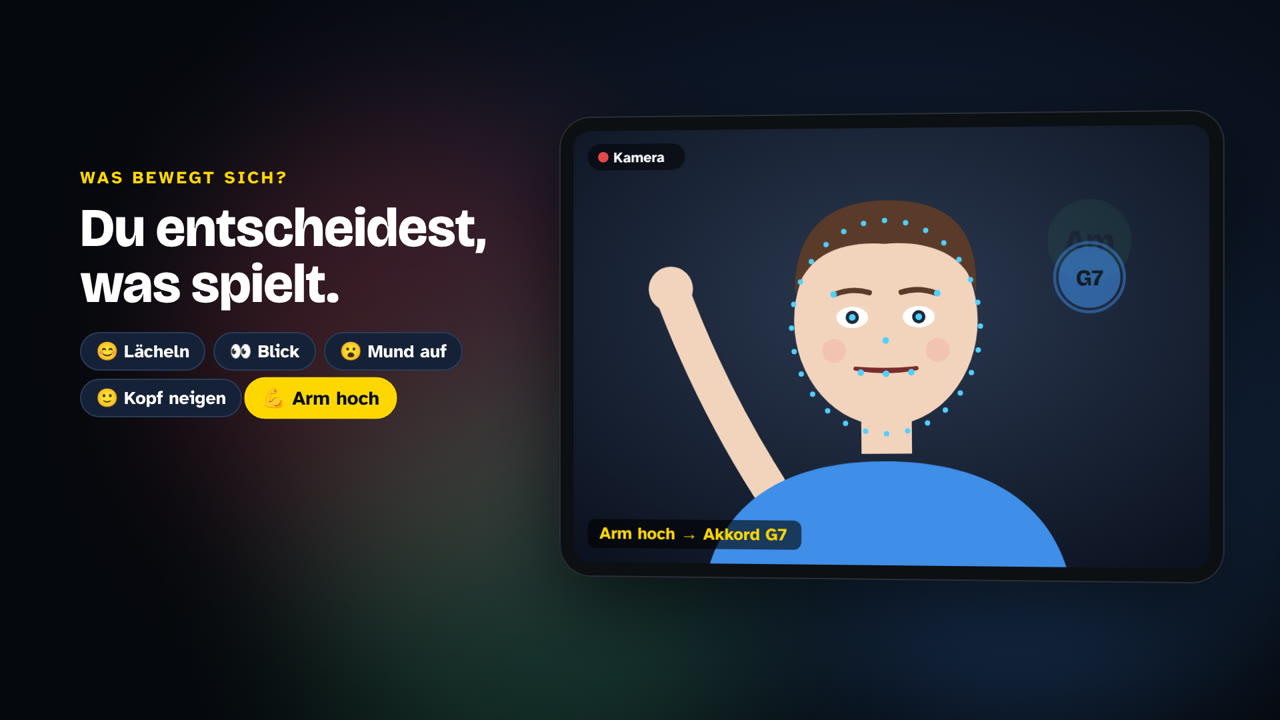 WAS BEWEGT SICH?
Du entscheidest,
was spielt.
😊 Lächeln
👀 Blick
😮 Mund auf
🙂 Kopf neigen
💪 Arm hoch
Kamera
Am
G7
Arm hoch → Akkord G7